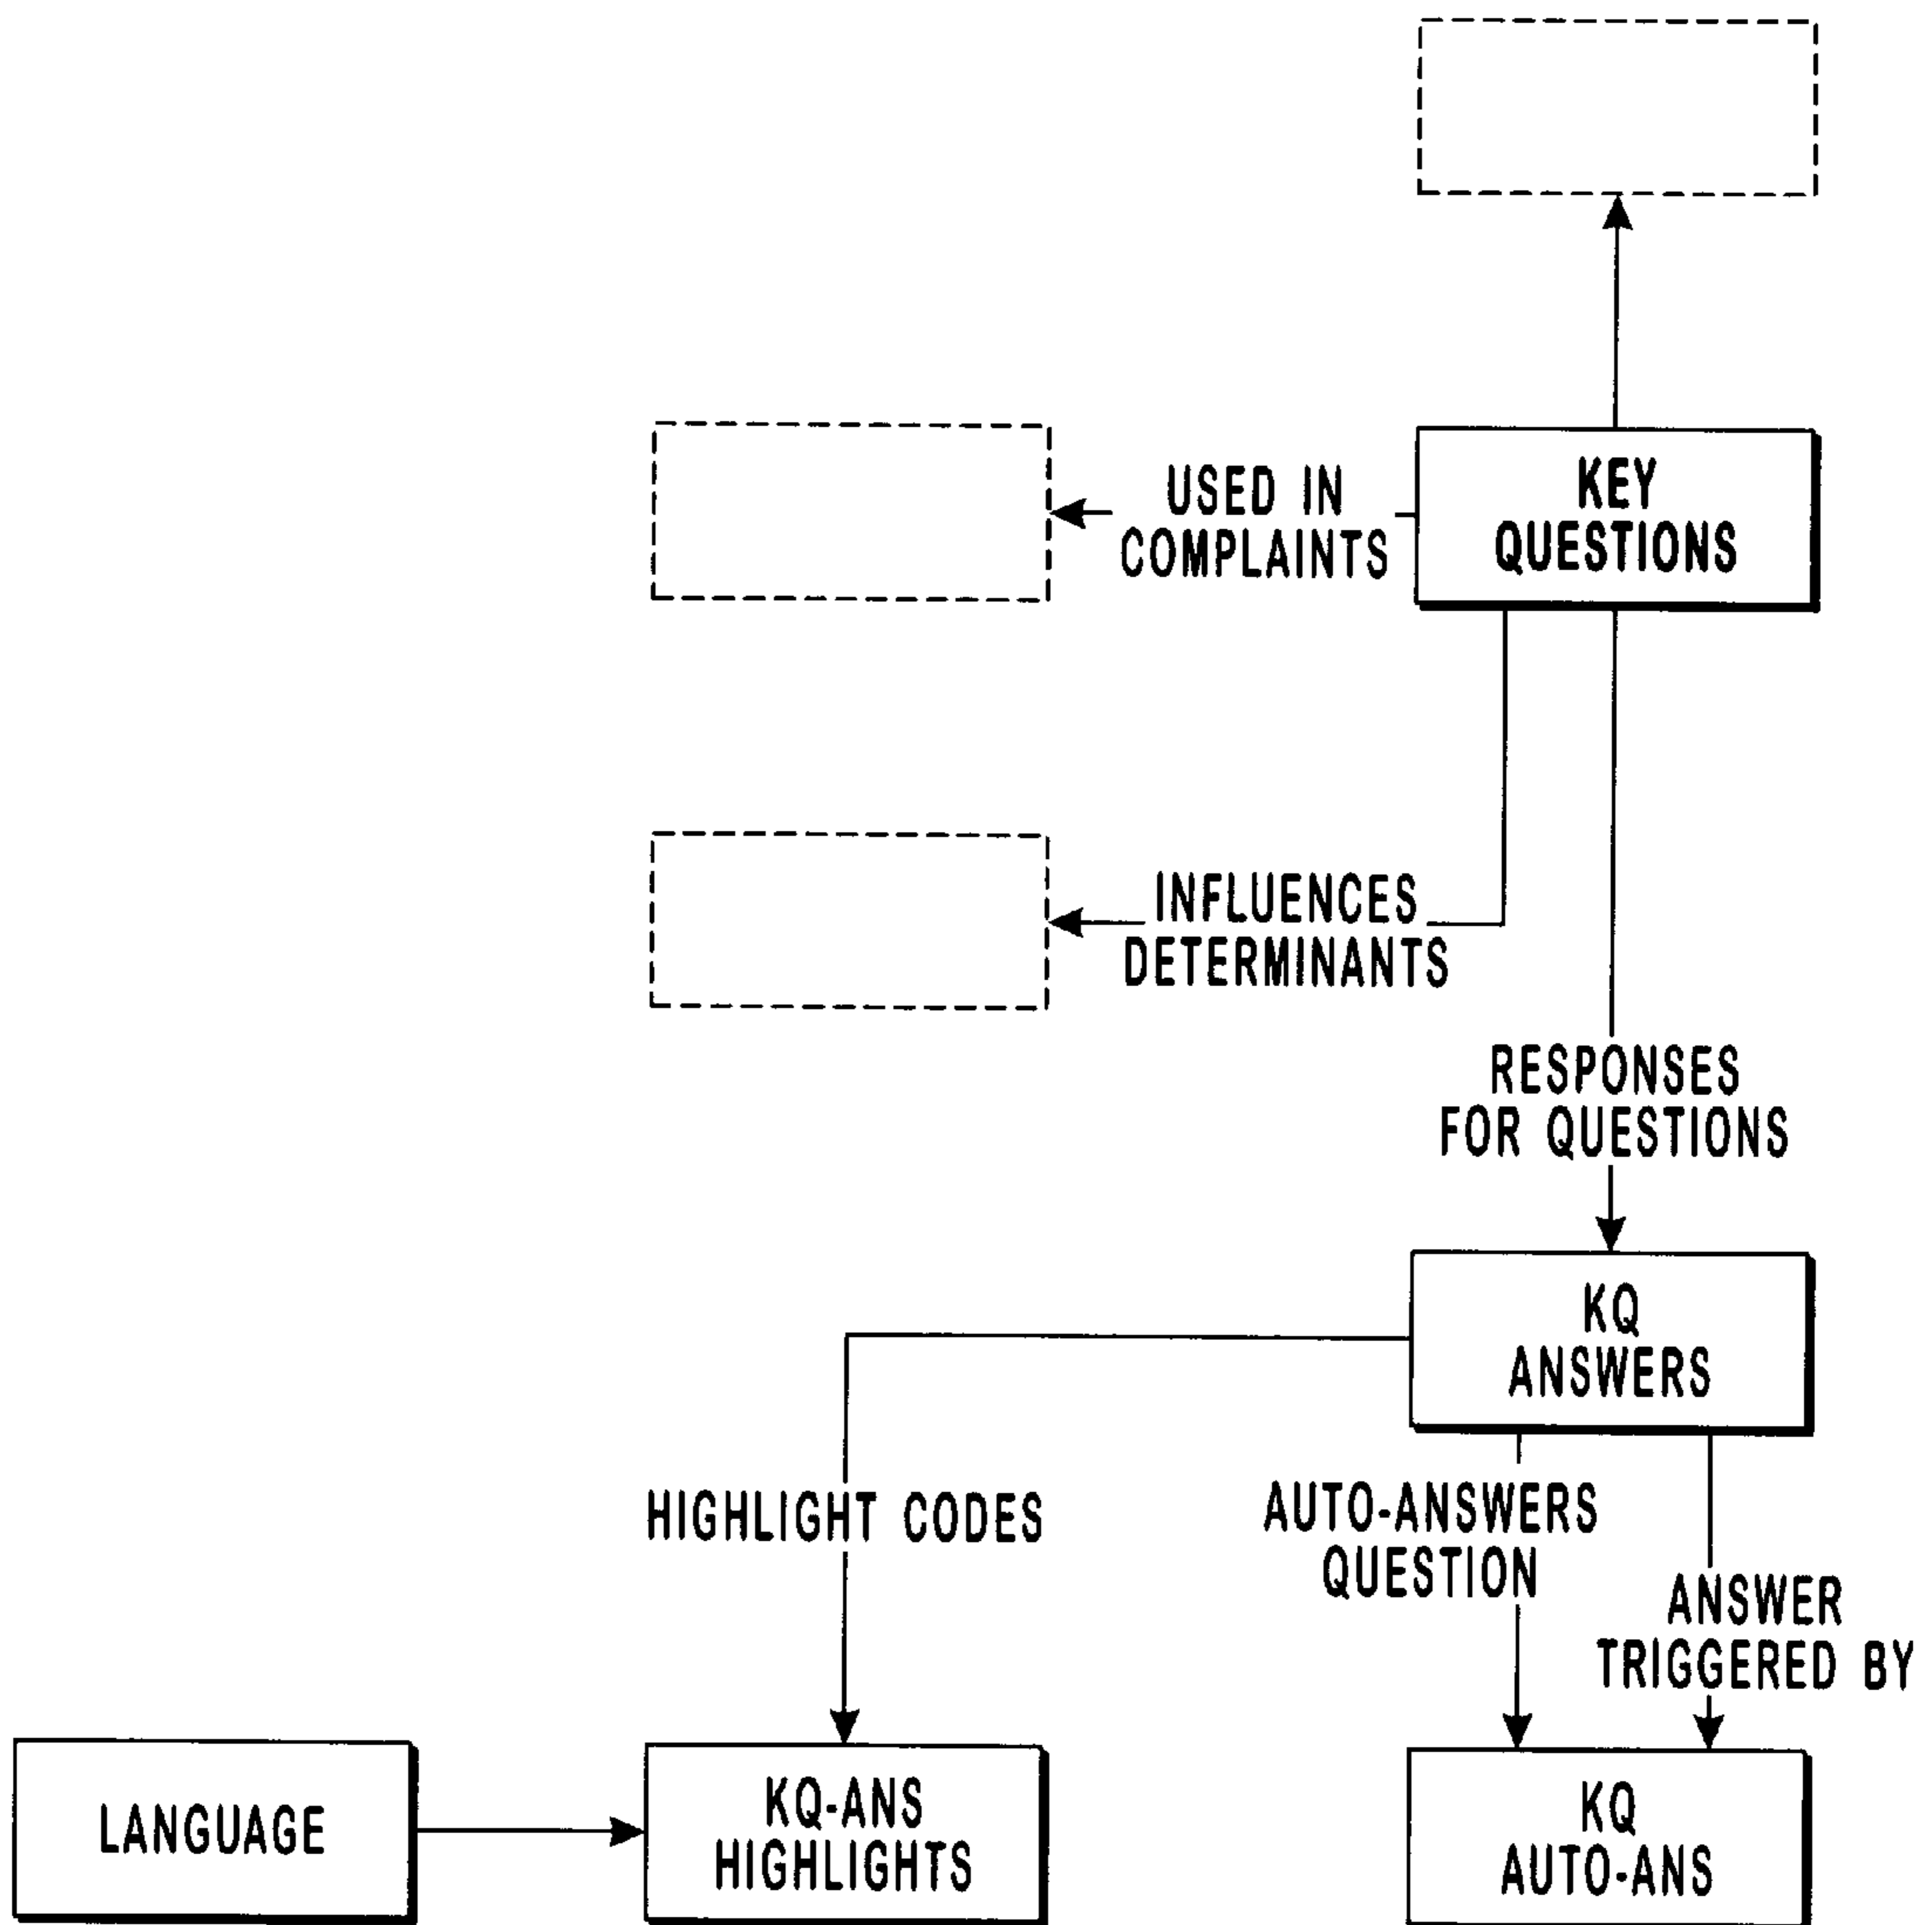 USED IN
COMPLAINTS
KEY
QUESTIONS
INFLUENCES
DETERMINANTS
RESPONSES
FOR QUESTIONS
KQ
ANSWERS
HIGHLIGHT CODES
AUTO-ANSWERS
QUESTION
ANSWER
TRIGGERED BY
LANGUAGE
KQ-ANS
HIGHLIGHTS
KQ
AUTO-ANS